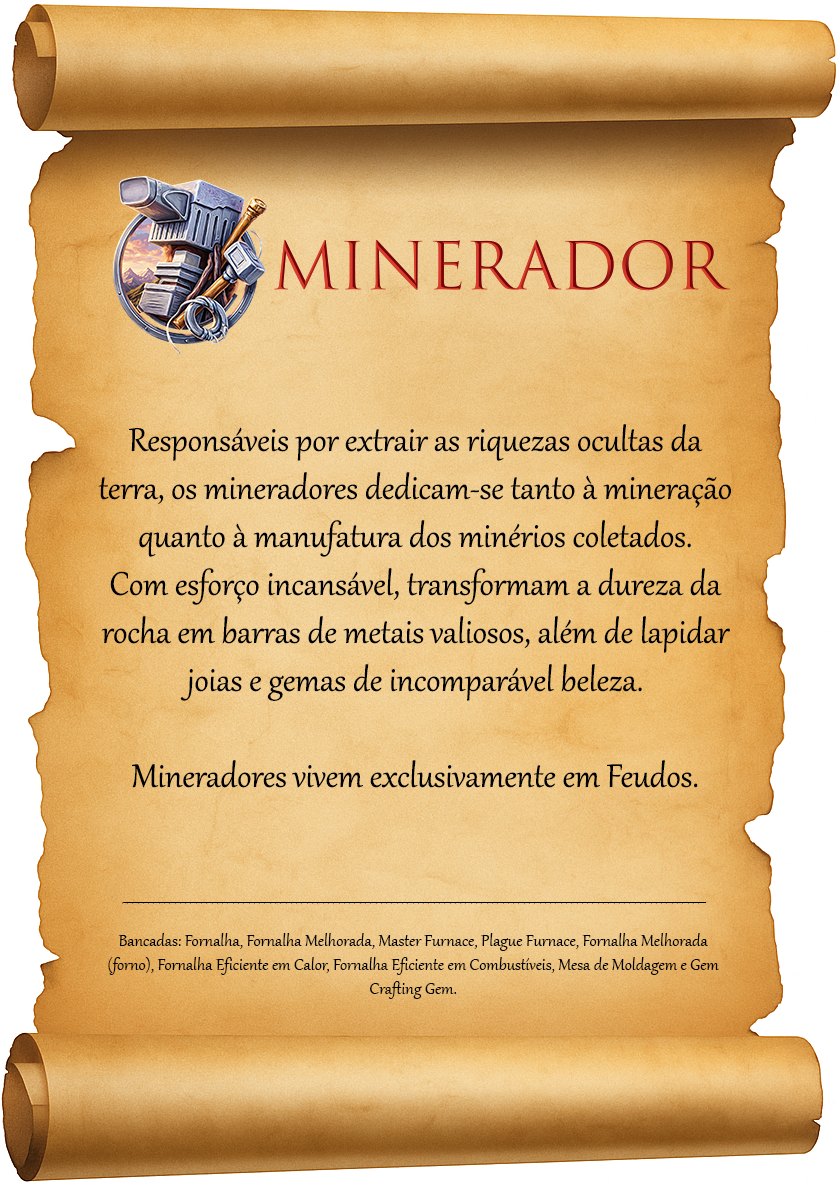 MINERADOR
Responsáveis por extrair as riquezas ocultas da
terra, os mineradores dedicam-se tanto à mineração
quanto à manufatura dos minérios coletados.
Com esforço incansável, transformam a dureza da
rocha em barras de metais valiosos, além de lapidar
joias e gemas de incomparável beleza.
Mineradores vivem exclusivamente em Feudos.
Bancadas: Fornalha, Fornalha Melhorada, Master Furnace, Plague Furnace, Fornalha Melhorada
(forno), Fornalha Eficiente em Calor, Fornalha Eficiente em Combustíveis, Mesa de Moldagem e Gem
Crafting Gem.